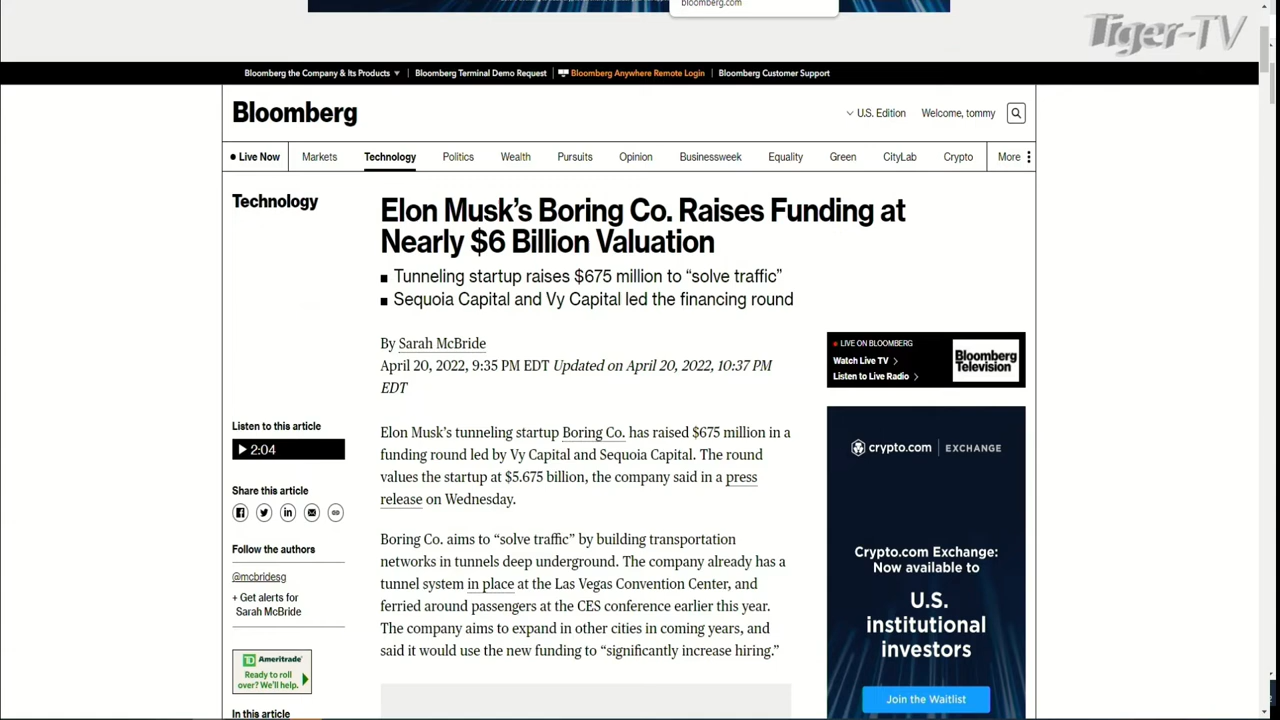 bloomberg.com
Tiger-TV
Bloomberg the Company & Its Products
Bloomberg Terminal Demo Request
Bloomberg Anywhere Remote Login
Bloomberg Customer Support
Bloomberg
U.S. Edition
Welcome, tommy
Live Now
Markets
Technology
Politics
Wealth
Pursuits
Opinion
Businessweek
Equality
Green
CityLab
Crypto
More
Technology
Elon Musk’s Boring Co. Raises Funding at
Nearly $6 Billion Valuation
Tunneling startup raises $675 million to “solve traffic”
Sequoia Capital and Vy Capital led the financing round
By Sarah McBride
April 20, 2022, 9:35 PM EDT Updated on April 20, 2022, 10:37 PM
EDT
Listen to this article
2:04
Share this article
Follow the authors
@mcbridesg
+ Get alerts for
Sarah McBride
Ameritrade
Ready to roll
over? We'll help.
In this article
Elon Musk’s tunneling startup Boring Co. has raised $675 million in a
funding round led by Vy Capital and Sequoia Capital. The round
values the startup at $5.675 billion, the company said in a press
release on Wednesday.
Boring Co. aims to “solve traffic” by building transportation
networks in tunnels deep underground. The company already has a
tunnel system in place at the Las Vegas Convention Center, and
ferried around passengers at the CES conference earlier this year.
The company aims to expand in other cities in coming years, and
said it would use the new funding to “significantly increase hiring.”
LIVE ON BLOOMBERG
Watch Live TV
Listen to Live Radio
Bloomberg
Television
crypto.com | EXCHANGE
Crypto.com Exchange:
Now available to
U.S.
institutional
investors
Join the Waitlist